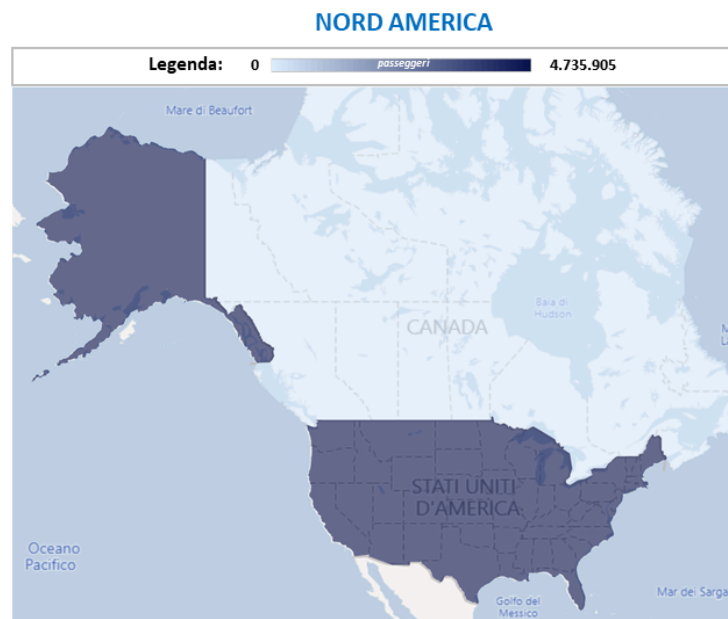 NORD AMERICA
Legenda: 0 passeggeri 4.735.905
Mare di Beaufort
Baia di
Hudson
CANADA
STATI UNITI
D'AMERICA
Oceano
Pacifico
Golfo del
Messico
Mar dei Sarga